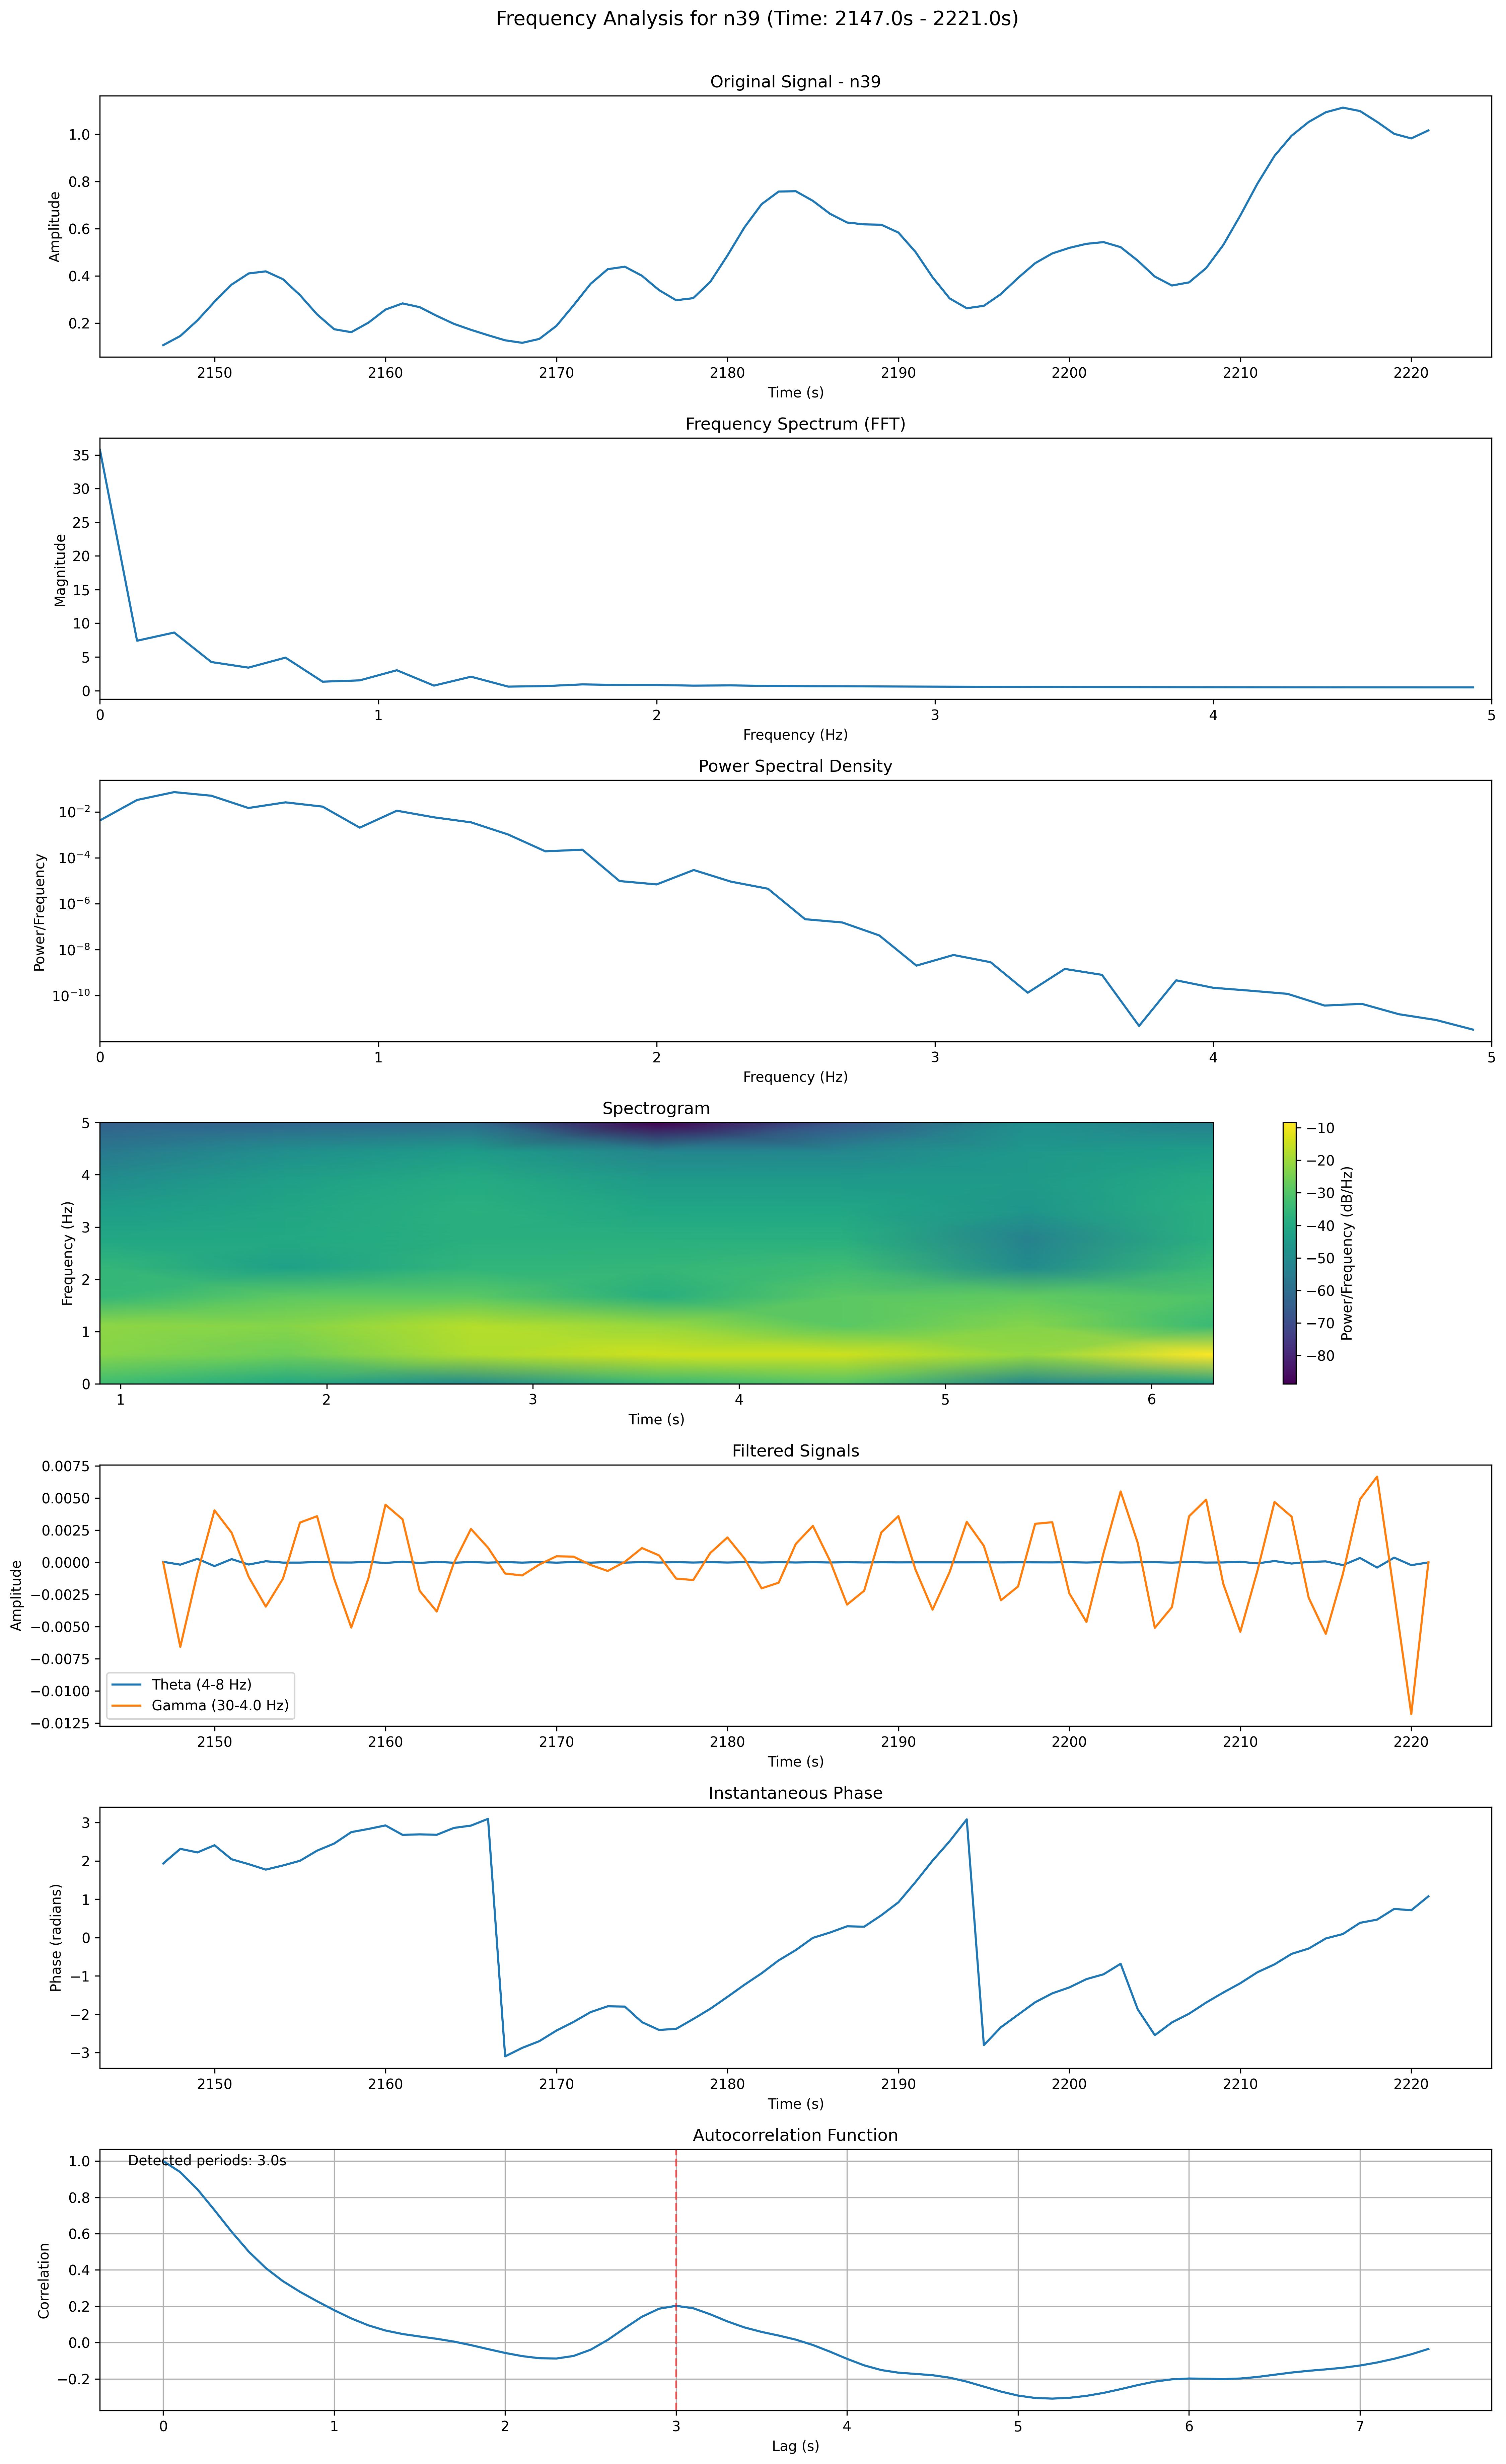 Frequency Analysis for n39 (Time: 2147.0s - 2221.0s)
Original Signal - n39
Amplitude
1.0
0.8
0.6
0.4
0.2
2150 2160 2170 2180 2190 2200 2210 2220
Time (s)
Frequency Spectrum (FFT)
Magnitude
35
30
25
20
15
10
5
0
0 1 2 3 4 5
Frequency (Hz)
Power Spectral Density
Power/Frequency
10⁻²
10⁻⁴
10⁻⁶
10⁻⁸
10⁻¹⁰
0 1 2 3 4 5
Frequency (Hz)
Spectrogram
Frequency (Hz)
5
4
3
2
1
0
1 2 3 4 5 6
Time (s)
−10
−20
−30
−40
−50
−60
−70
−80
Power/Frequency (dB/Hz)
Filtered Signals
Amplitude
0.0075
0.0050
0.0025
0.0000
−0.0025
−0.0050
−0.0075
−0.0100
−0.0125
Theta (4-8 Hz)
Gamma (30-4.0 Hz)
2150 2160 2170 2180 2190 2200 2210 2220
Time (s)
Instantaneous Phase
Phase (radians)
3
2
1
0
−1
−2
−3
2150 2160 2170 2180 2190 2200 2210 2220
Time (s)
Autocorrelation Function
Detected periods: 3.0s
Correlation
1.0
0.8
0.6
0.4
0.2
0.0
−0.2
0 1 2 3 4 5 6 7
Lag (s)